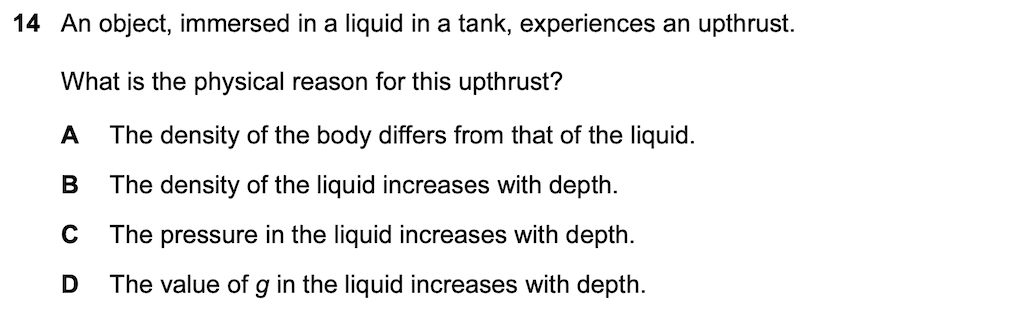 14 An object, immersed in a liquid in a tank, experiences an upthrust.
What is the physical reason for this upthrust?
A The density of the body differs from that of the liquid.
B The density of the liquid increases with depth.
C The pressure in the liquid increases with depth.
D The value of g in the liquid increases with depth.